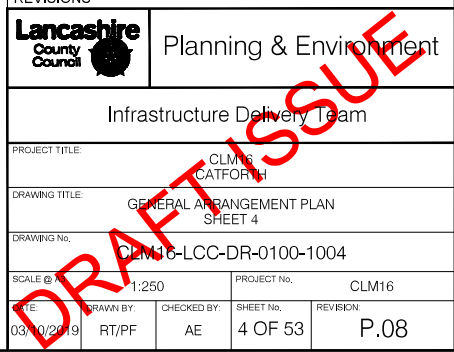 REVISIONS
Lancashire
County
Council
Planning & Environment
Infrastructure Delivery Team
PROJECT TITLE:
CLM16
CATFORTH
DRAWING TITLE:
GENERAL ARRANGEMENT PLAN
SHEET 4
DRAWING No.
CLM16-LCC-DR-0100-1004
SCALE @ A3
1:250
PROJECT No.
CLM16
DATE:
03/10/2019
DRAWN BY:
RT/PF
CHECKED BY:
AE
SHEET No.
4 OF 53
REVISION:
P.08
DRAFT ISSUE